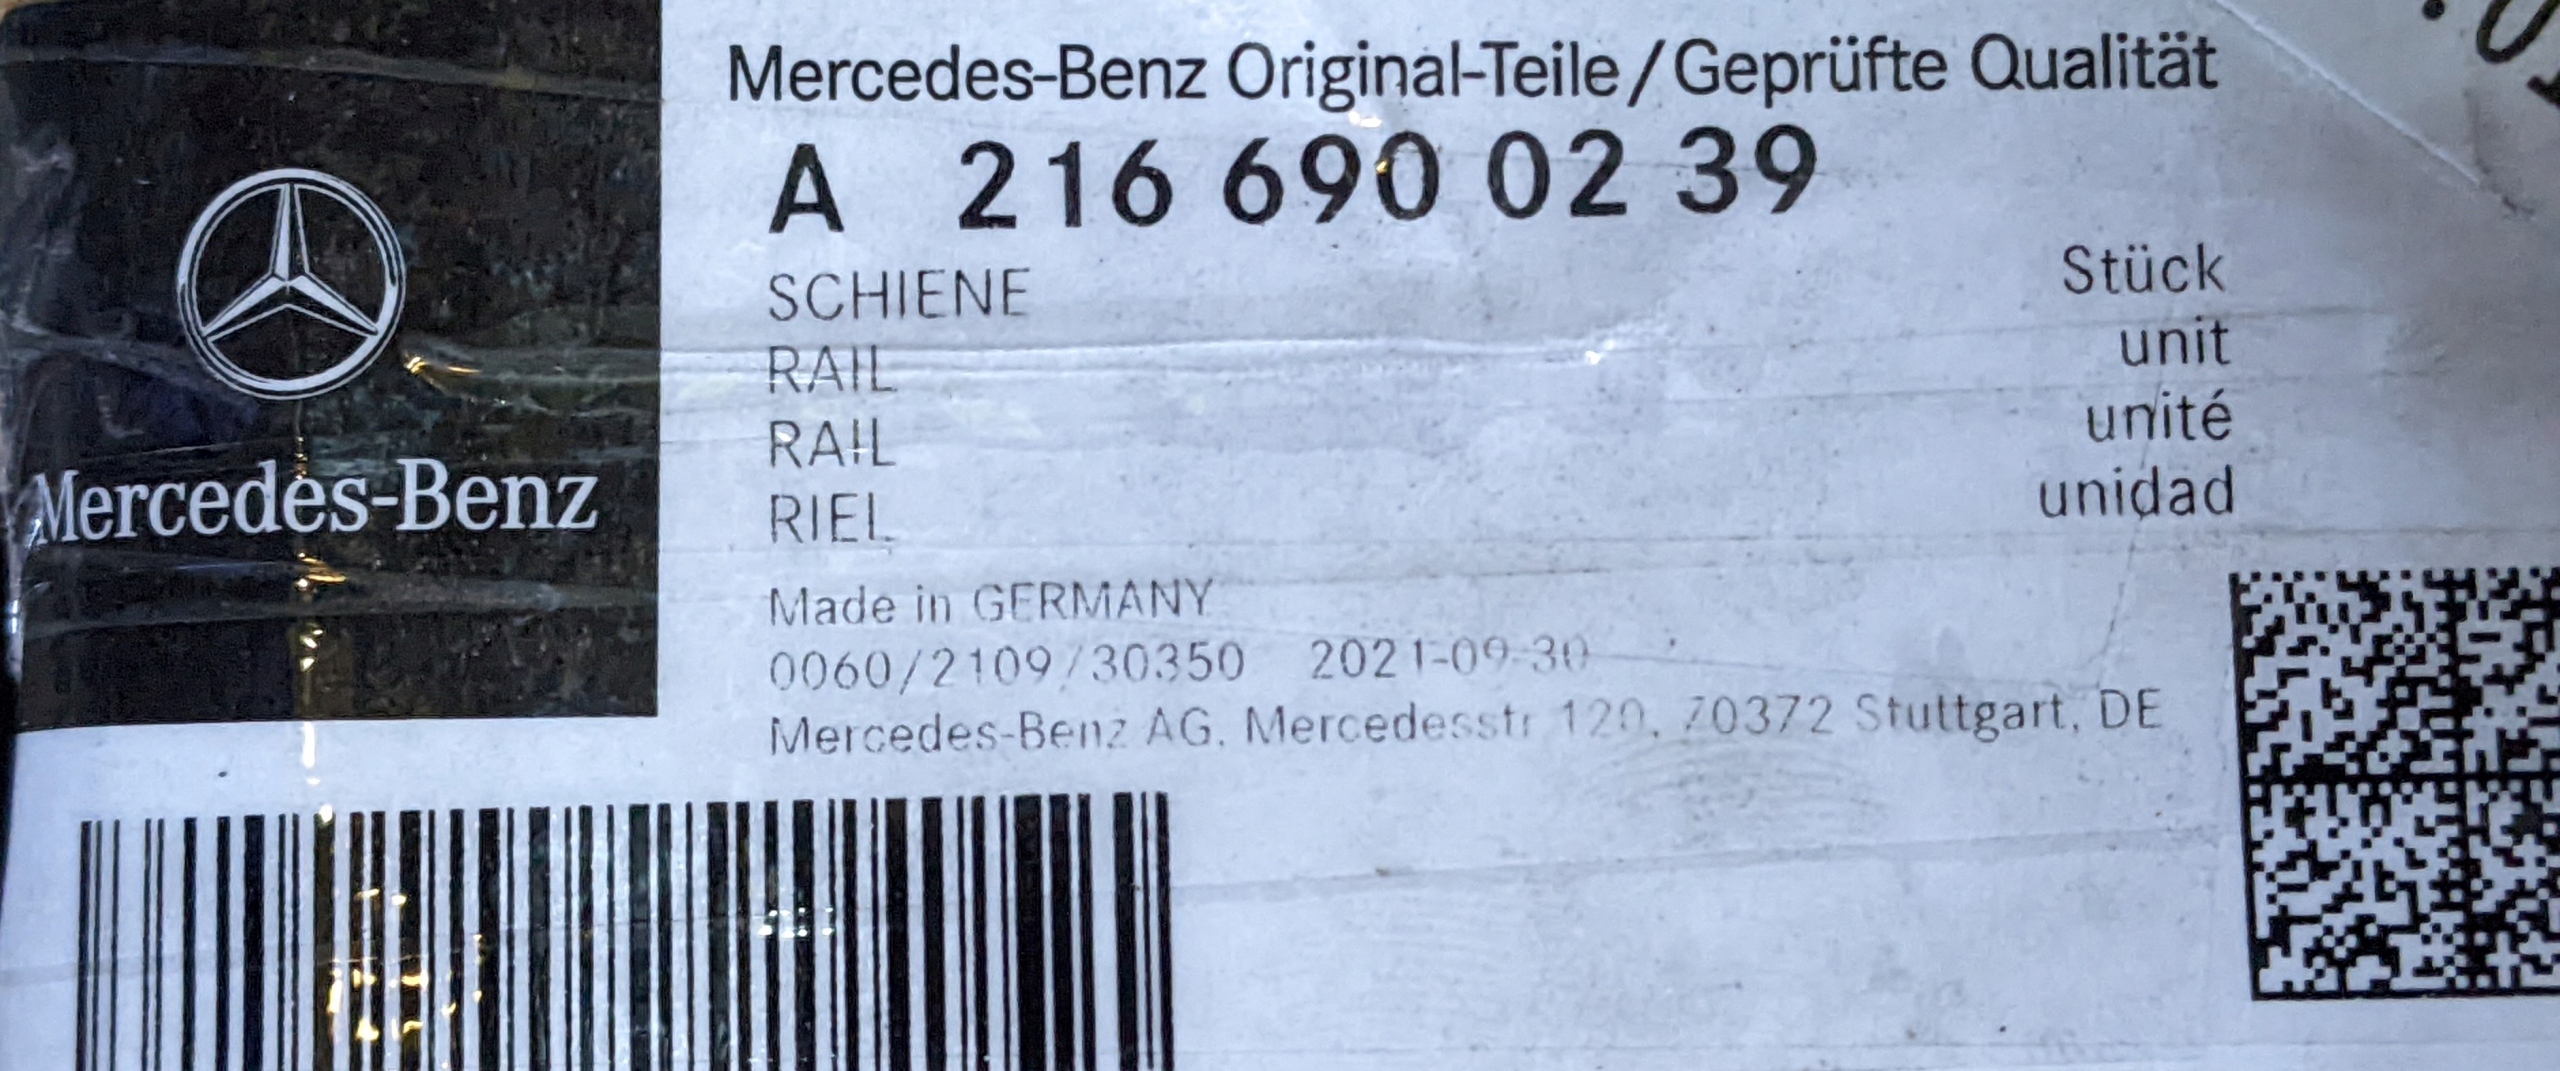 Mercedes-Benz
Mercedes-Benz Original-Teile/Geprüfte Qualität
A 216 690 02 39
SCHIENE Stück
RAIL unit
RAIL unité
RIEL unidad
Made in GERMANY
0060/2109/30350 2021-09-30
Mercedes-Benz AG, Mercedesstr 120, 70372 Stuttgart, DE